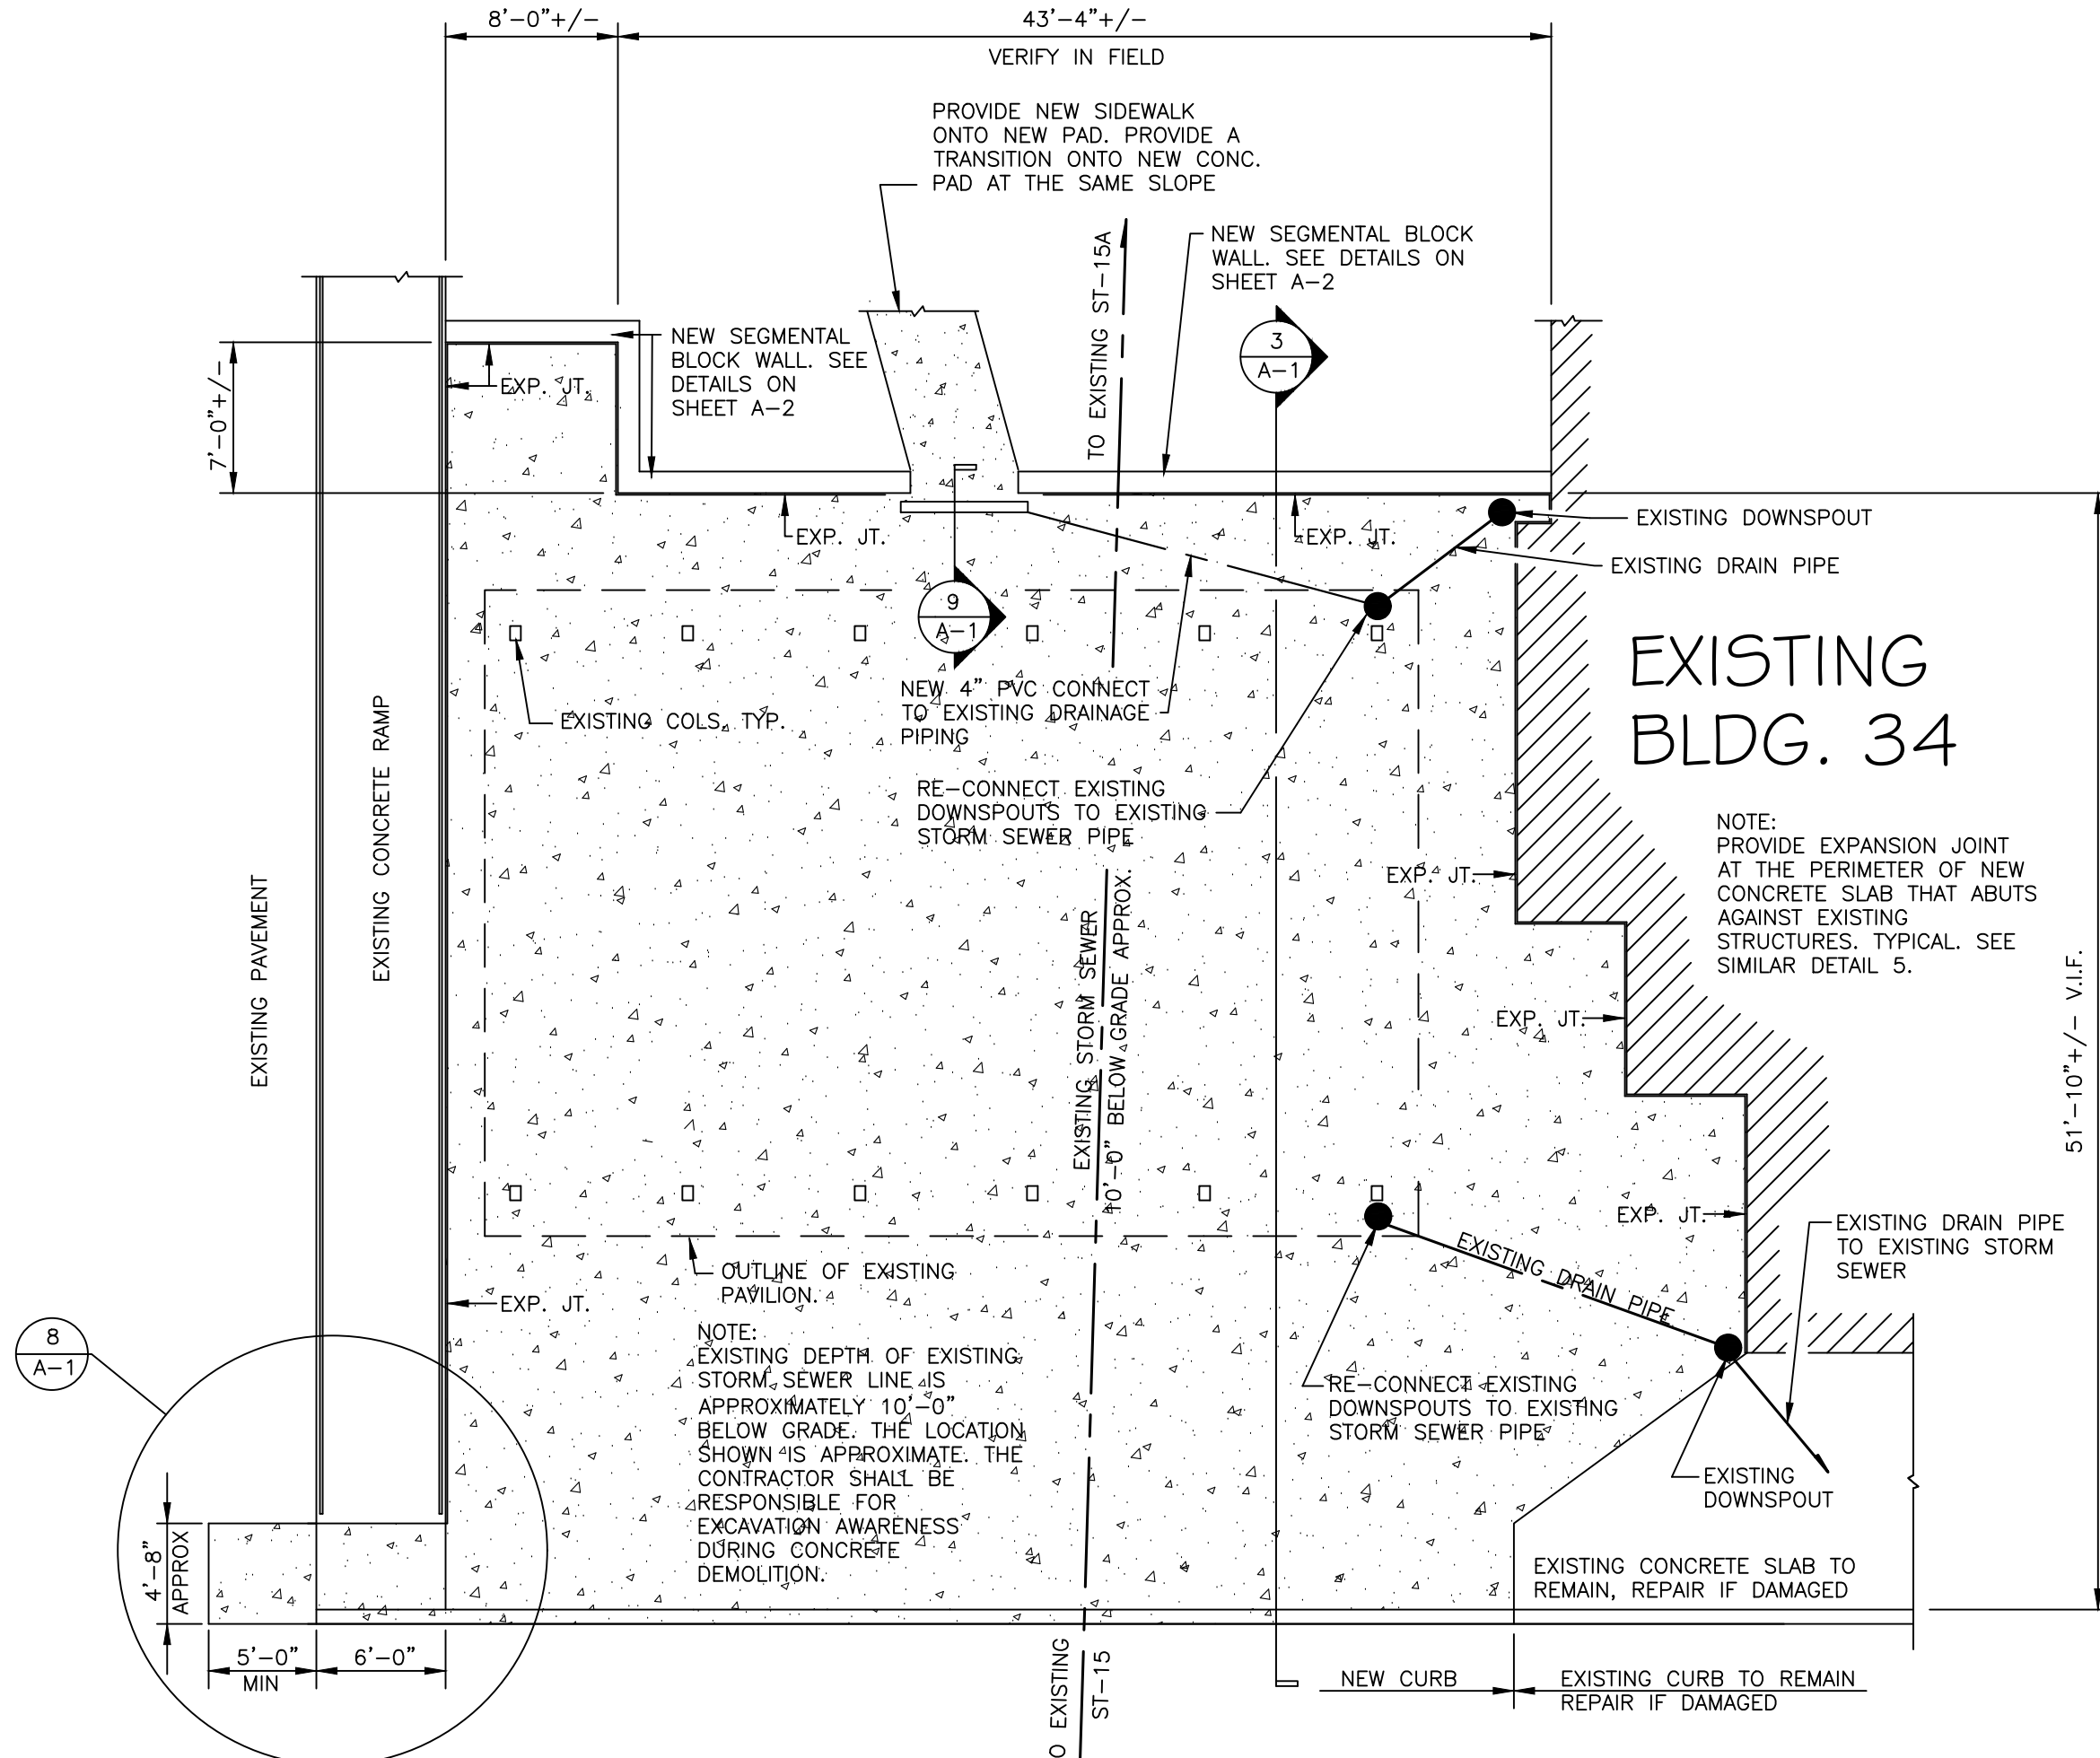 8'-0"+/-
43'-4"+/-
VERIFY IN FIELD
PROVIDE NEW SIDEWALK
ONTO NEW PAD. PROVIDE A
TRANSITION ONTO NEW CONC.
PAD AT THE SAME SLOPE
NEW SEGMENTAL BLOCK
WALL. SEE DETAILS ON
SHEET A-2
TO EXISTING ST-15A
3
A-1
NEW SEGMENTAL
BLOCK WALL. SEE
DETAILS ON
SHEET A-2
7'-0"+/-
EXP. JT.
EXP. JT.
EXP. JT.
EXISTING DOWNSPOUT
EXISTING DRAIN PIPE
9
A-1
EXISTING
BLDG. 34
NEW 4" PVC CONNECT
TO EXISTING DRAINAGE
PIPING
EXISTING COLS. TYP.
RE-CONNECT EXISTING
DOWNSPOUTS TO EXISTING
STORM SEWER PIPE
NOTE:
PROVIDE EXPANSION JOINT
AT THE PERIMETER OF NEW
CONCRETE SLAB THAT ABUTS
AGAINST EXISTING
STRUCTURES. TYPICAL. SEE
SIMILAR DETAIL 5.
EXISTING PAVEMENT
EXISTING CONCRETE RAMP
EXP. JT.
EXISTING STORM SEWER
10'-0" BELOW GRADE APPROX.
EXP. JT.
51'-10"+/- V.I.F.
EXP. JT.
EXISTING DRAIN PIPE
TO EXISTING STORM
SEWER
EXISTING DRAIN PIPE
OUTLINE OF EXISTING
PAVILION.
EXP. JT.
8
A-1
NOTE:
EXISTING DEPTH OF EXISTING
STORM SEWER LINE IS
APPROXIMATELY 10'-0"
BELOW GRADE. THE LOCATION
SHOWN IS APPROXIMATE. THE
CONTRACTOR SHALL BE
RESPONSIBLE FOR
EXCAVATION AWARENESS
DURING CONCRETE
DEMOLITION.
RE-CONNECT EXISTING
DOWNSPOUTS TO EXISTING
STORM SEWER PIPE
EXISTING
DOWNSPOUT
EXISTING CONCRETE SLAB TO
REMAIN, REPAIR IF DAMAGED
4'-8"
APPROX
5'-0"
MIN
6'-0"
O EXISTING
ST-15
NEW CURB
EXISTING CURB TO REMAIN
REPAIR IF DAMAGED